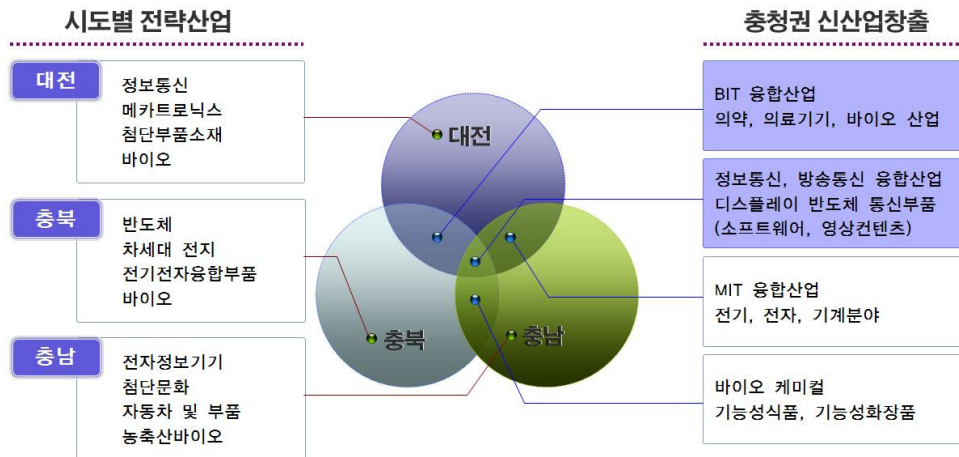 시도별 전략산업
대전
정보통신
메카트로닉스
첨단부품소재
바이오
충북
반도체
차세대 전지
전기전자융합부품
바이오
충남
전자정보기기
첨단문화
자동차 및 부품
농축산바이오
대전
충북
충남
충청권 신산업창출
BIT 융합산업
의약, 의료기기, 바이오 산업
정보통신, 방송통신 융합산업
디스플레이 반도체 통신부품
(소프트웨어, 영상컨텐츠)
MIT 융합산업
전기, 전자, 기계분야
바이오 케미컬
기능성식품, 기능성화장품